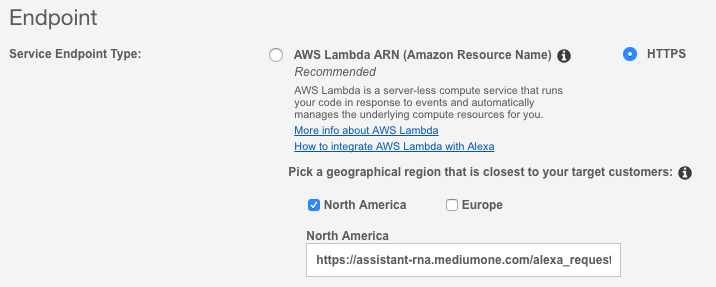 Endpoint
Service Endpoint Type:
AWS Lambda ARN (Amazon Resource Name)
HTTPS
Recommended
AWS Lambda is a server-less compute service that runs
your code in response to events and automatically
manages the underlying compute resources for you.
More info about AWS Lambda
How to integrate AWS Lambda with Alexa
Pick a geographical region that is closest to your target customers:
North America
Europe
North America
https://assistant-rna.mediumone.com/alexa_request